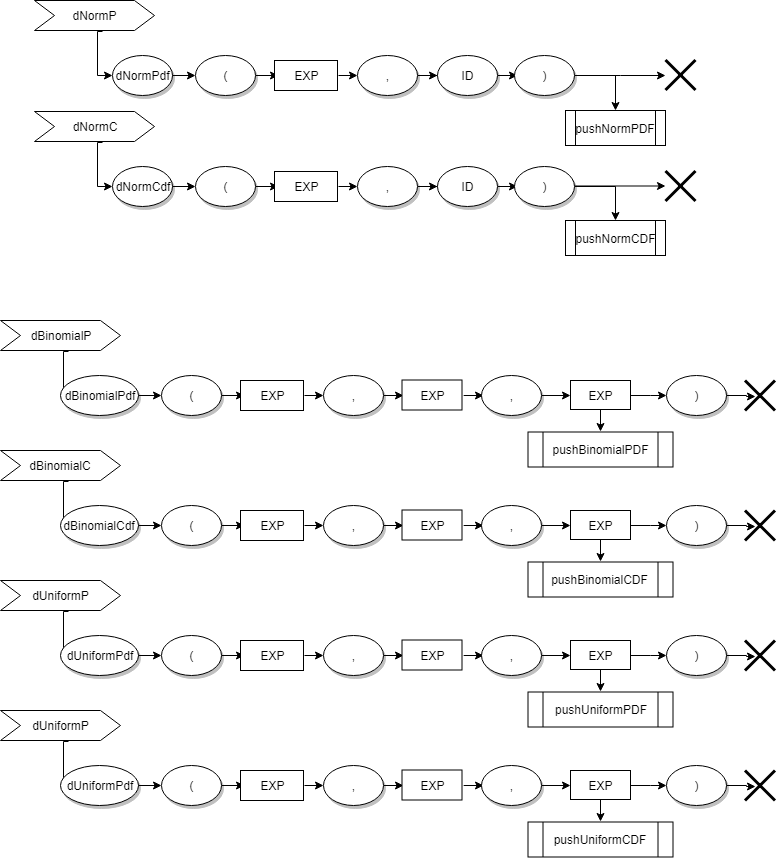 dNormP
dNormPdf ( EXP , ID )
pushNormPDF
dNormC
dNormCdf ( EXP , ID )
pushNormCDF
dBinomialP
dBinomialPdf ( EXP , EXP , EXP )
pushBinomialPDF
dBinomialC
dBinomialCdf ( EXP , EXP , EXP )
pushBinomialCDF
dUniformP
dUniformPdf ( EXP , EXP , EXP )
pushUniformPDF
dUniformP
dUniformPdf ( EXP , EXP , EXP )
pushUniformCDF